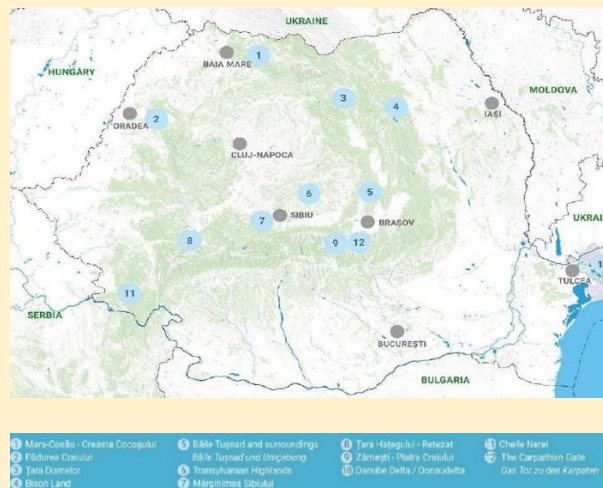 UKRAINE
1
BAIA MARE
HUNGARY
MOLDOVA
3
4
IAȘI
ORADEA
2
CLUJ-NAPOCA
6
5
7
SIBIU
BRAȘOV
8
9
12
UKRAI
1
TULCEA
11
SERBIA
BUCUREȘTI
BULGARIA
1 Mara-Cosău - Creasta Cocoșului
2 Pădurea Craiului
3 Țara Dornelor
4 Bison Land
5 Băile Tușnad and surroundings
Băile Tușnad und Umgebung
6 Transylvanian Highlands
7 Mărginimea Sibiului
8 Țara Hațegului - Retezat
9 Zărnești - Piatra Craiului
10 Danube Delta / Donaudelta
11 Cheile Nerei
12 The Carpathian Gate
Das Tor zu den Karpaten